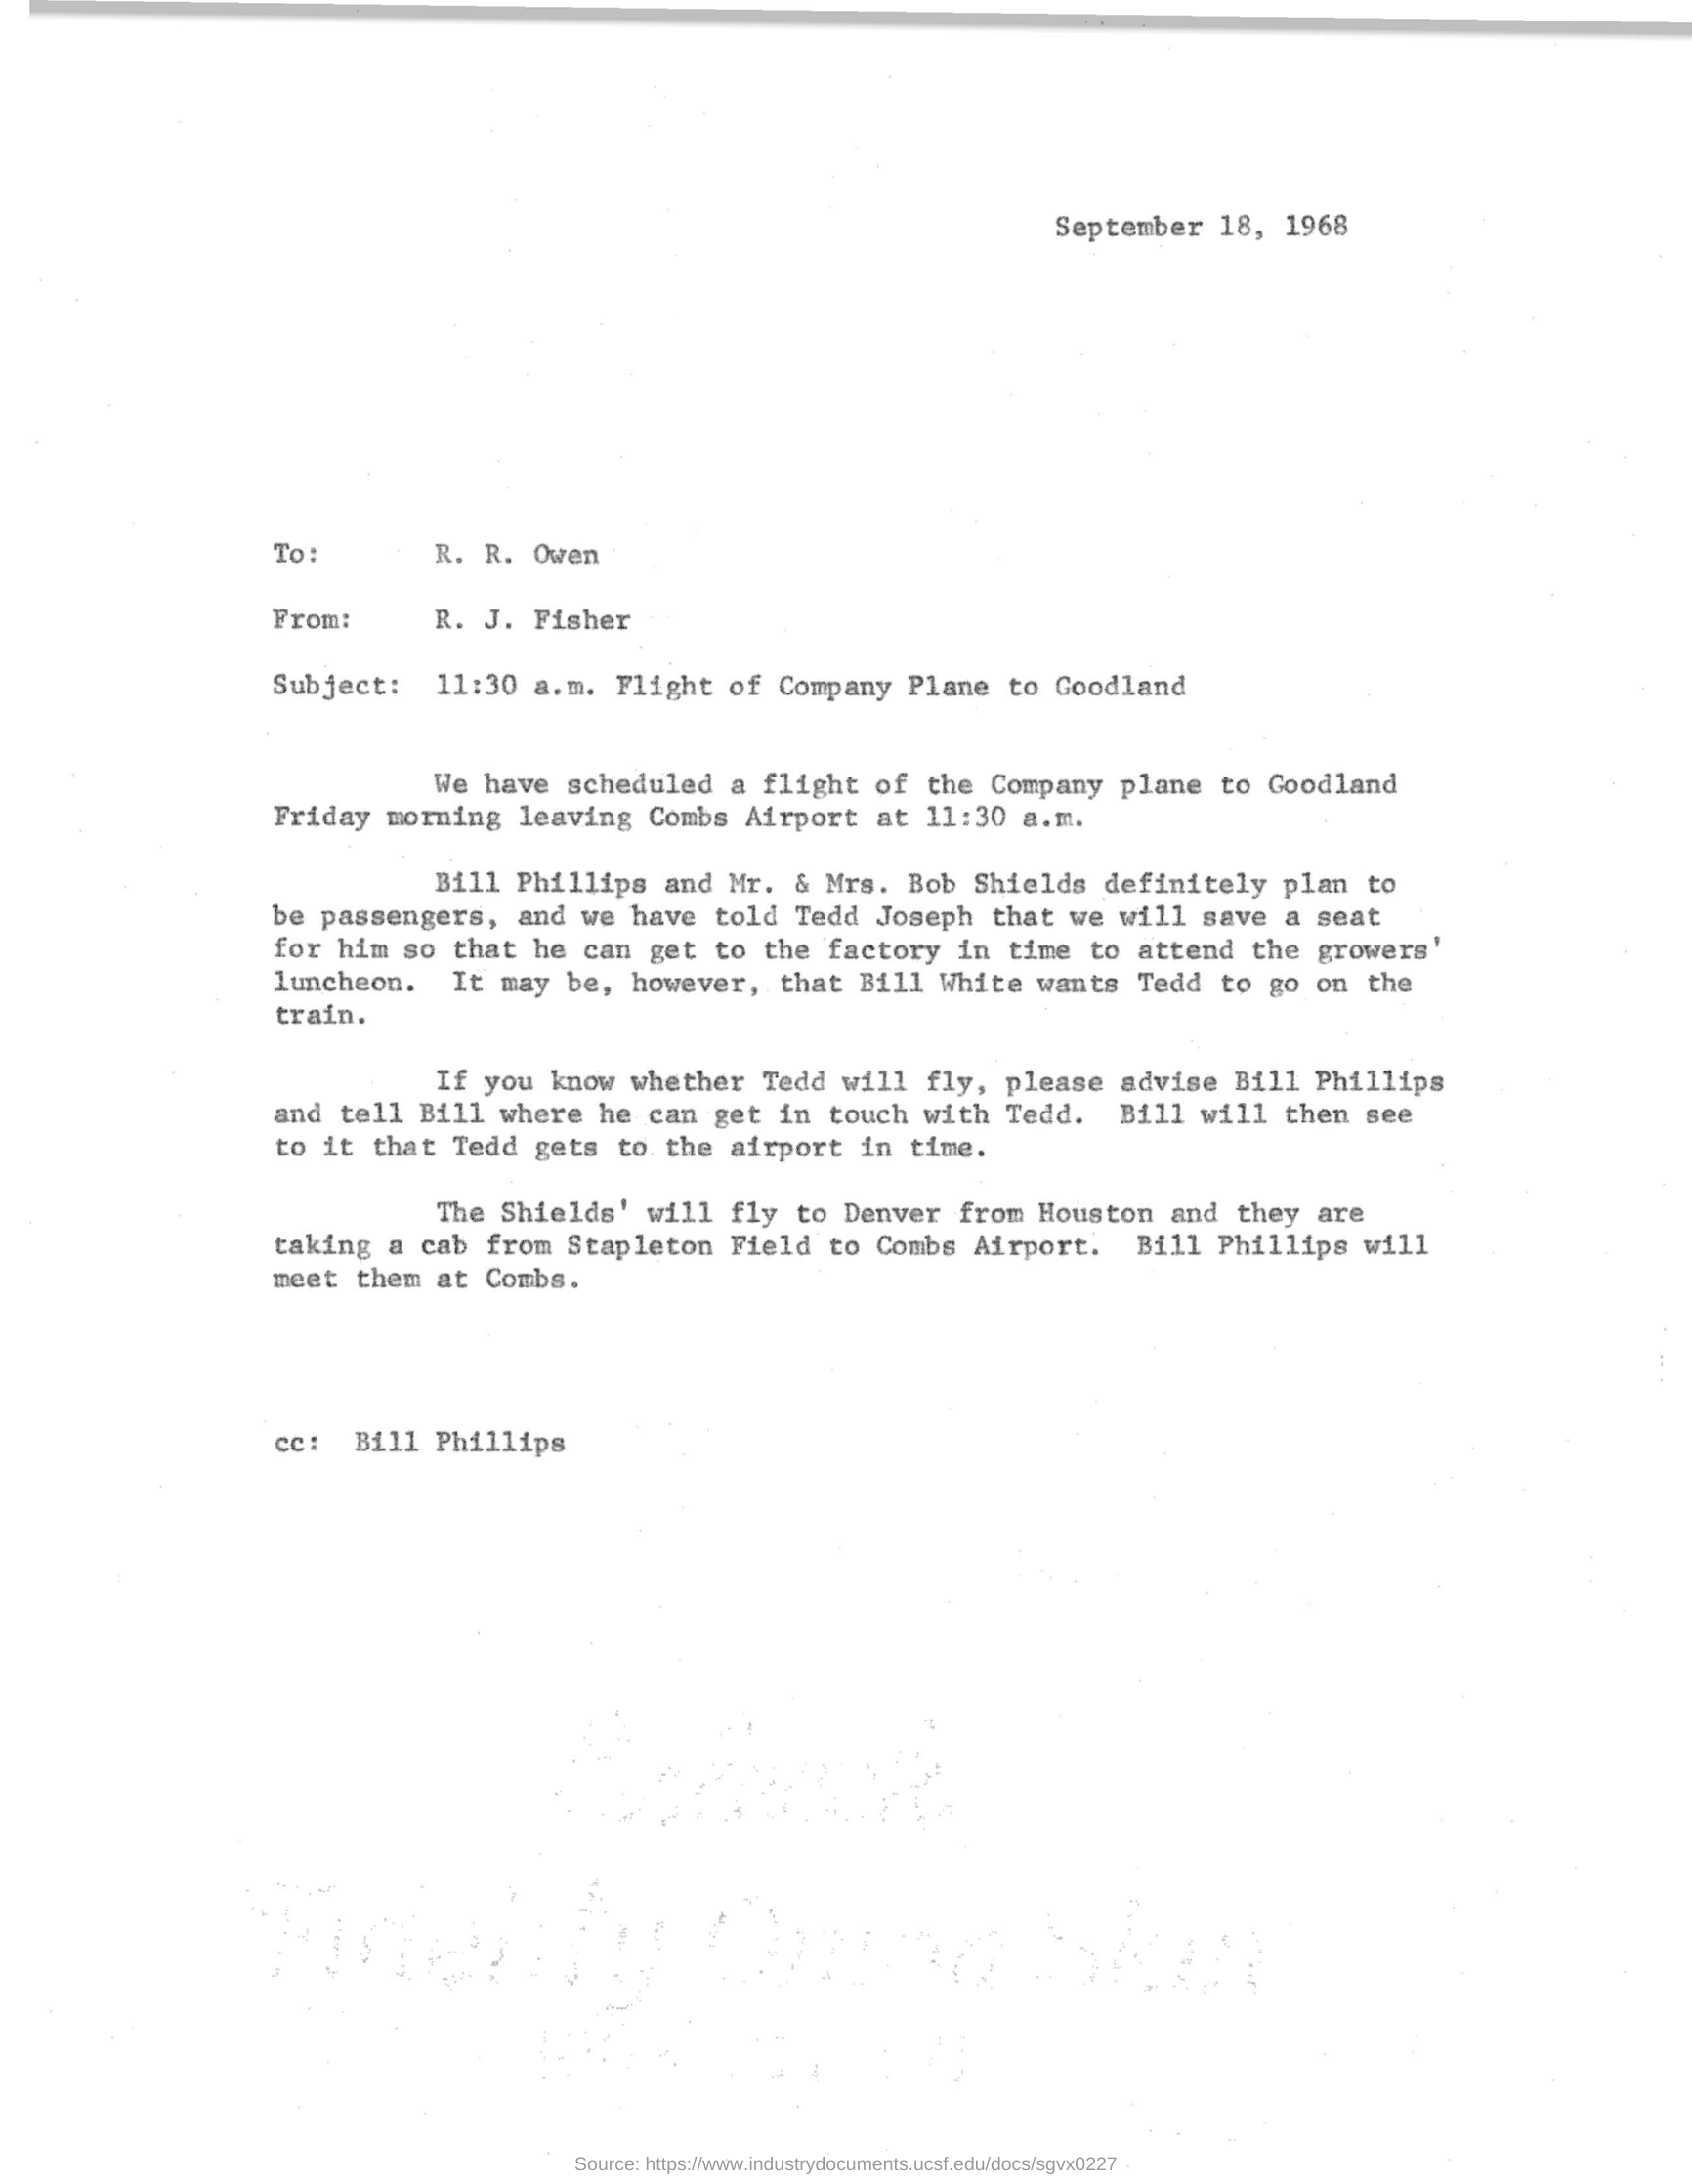 September 18, 1968
To: R. R. Owen
From: R. J. Fisher
Subject: 11:30 a.m. Flight of Company Plane to Goodland
We have scheduled a flight of the Company plane to Goodland
Friday morning leaving Combs Airport at 11:30 a.m.
Bill Phillips and Mr. & Mrs. Bob Shields definitely plan to
be passengers, and we have told Tedd Joseph that we will save a seat
for him so that he can get to the factory in time to attend the growers'
luncheon. It may be, however, that Bill White wants Tedd to go on the
train.
If you know whether Tedd will fly, please advise Bill Phillips
and tell Bill where he can get in touch with Tedd. Bill will then see
to it that Tedd gets to the airport in time.
The Shields' will fly to Denver from Houston and they are
taking a cab from Stapleton Field to Combs Airport. Bill Phillips will
meet them at Combs.
cc: Bill Phillips
Source: https://www.industrydocuments.ucsf.edu/docs/sgvx0227